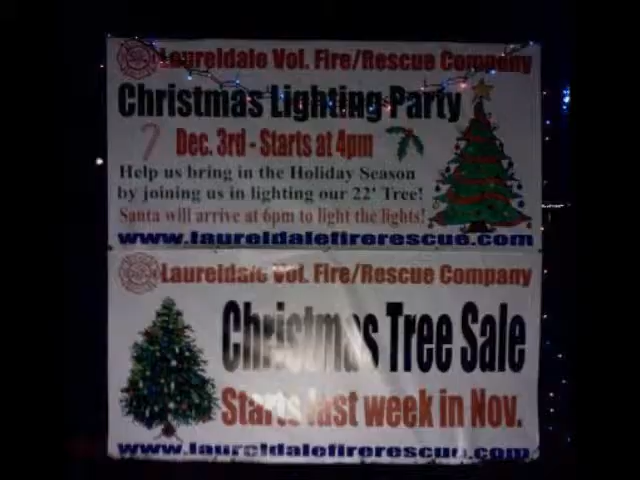 Laureldale Vol. Fire/Rescue Company
Christmas Lighting Party
Dec. 3rd - Starts at 4pm
Help us bring in the Holiday Season
by joining us in lighting our 22' Tree!
Santa will arrive at 6pm to light the lights!
www.laureldalefirerescue.com
Laureldale Vol. Fire/Rescue Company
Christmas Tree Sale
Starts last week in Nov.
www.laureldalefirerescue.com